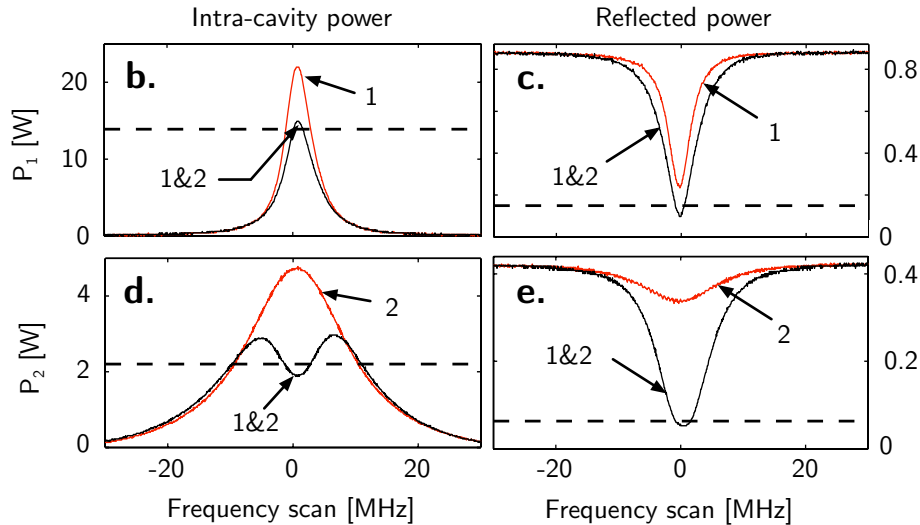 Intra-cavity power
Reflected power
b.
c.
P1 [W]
20
10
0
1
1&2
0.8
0.4
0
1
1&2
d.
e.
P2 [W]
4
2
0
2
1&2
0.4
0.2
0
2
1&2
-20
0
20
-20
0
20
Frequency scan [MHz]
Frequency scan [MHz]